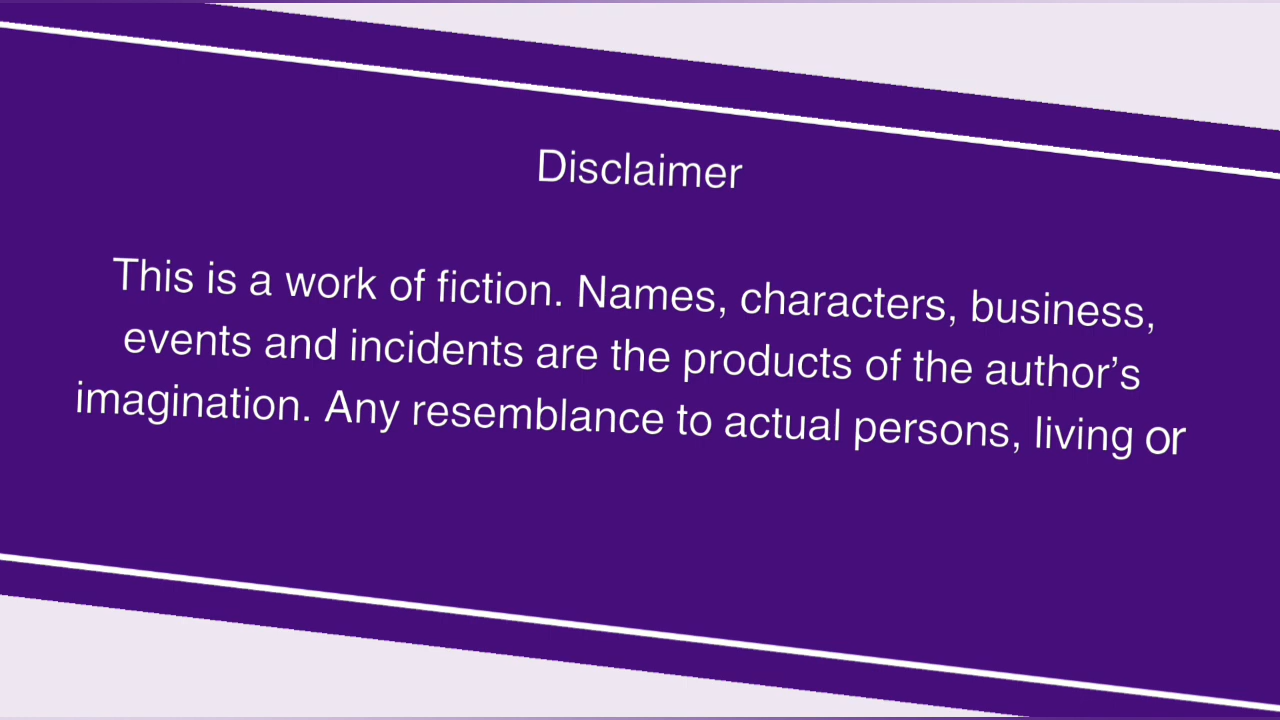 Disclaimer
This is a work of fiction. Names, characters, business,
events and incidents are the products of the author’s
imagination. Any resemblance to actual persons, living or